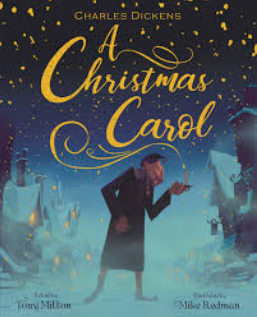 CHARLES DICKENS
A
Christmas
Carol
Tony Mitton
Mike Redman